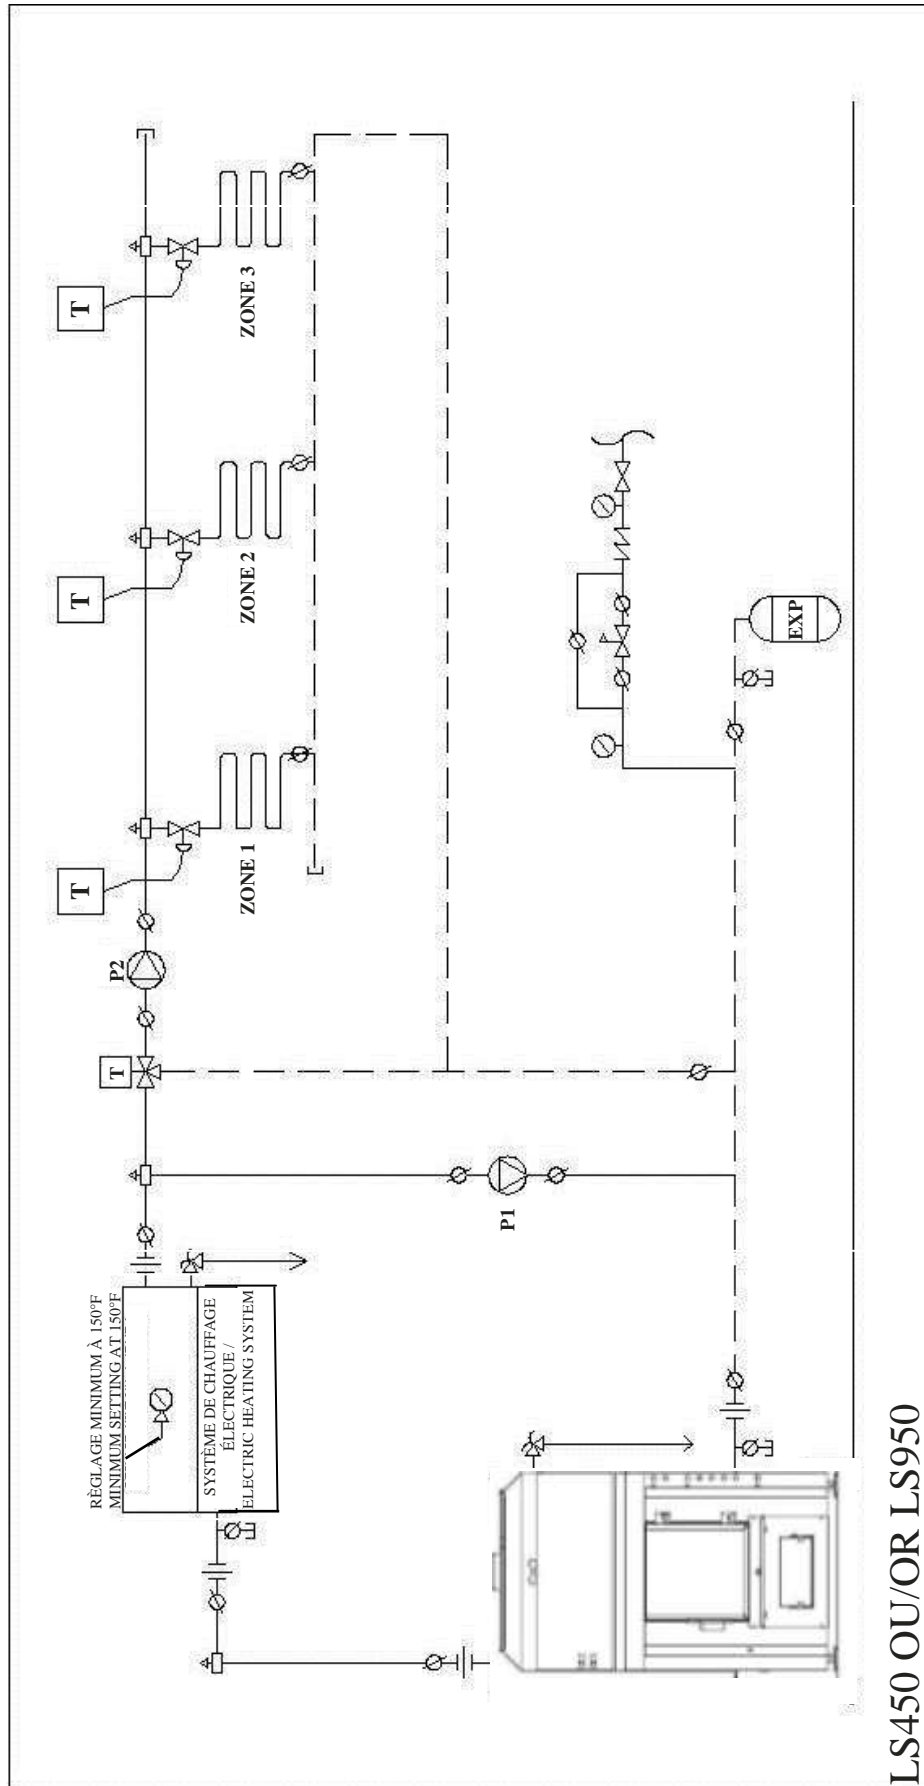 RÈGLAGE MINIMUM À 150°F
MINIMUM SETTING AT 150°F
SYSTÈME DE CHAUFFAGE
ÉLECTRIQUE /
ELECTRIC HEATING SYSTEM
T
P2
P1
T
ZONE 1
T
ZONE 2
T
ZONE 3
EXP
LS450 OU/OR LS950